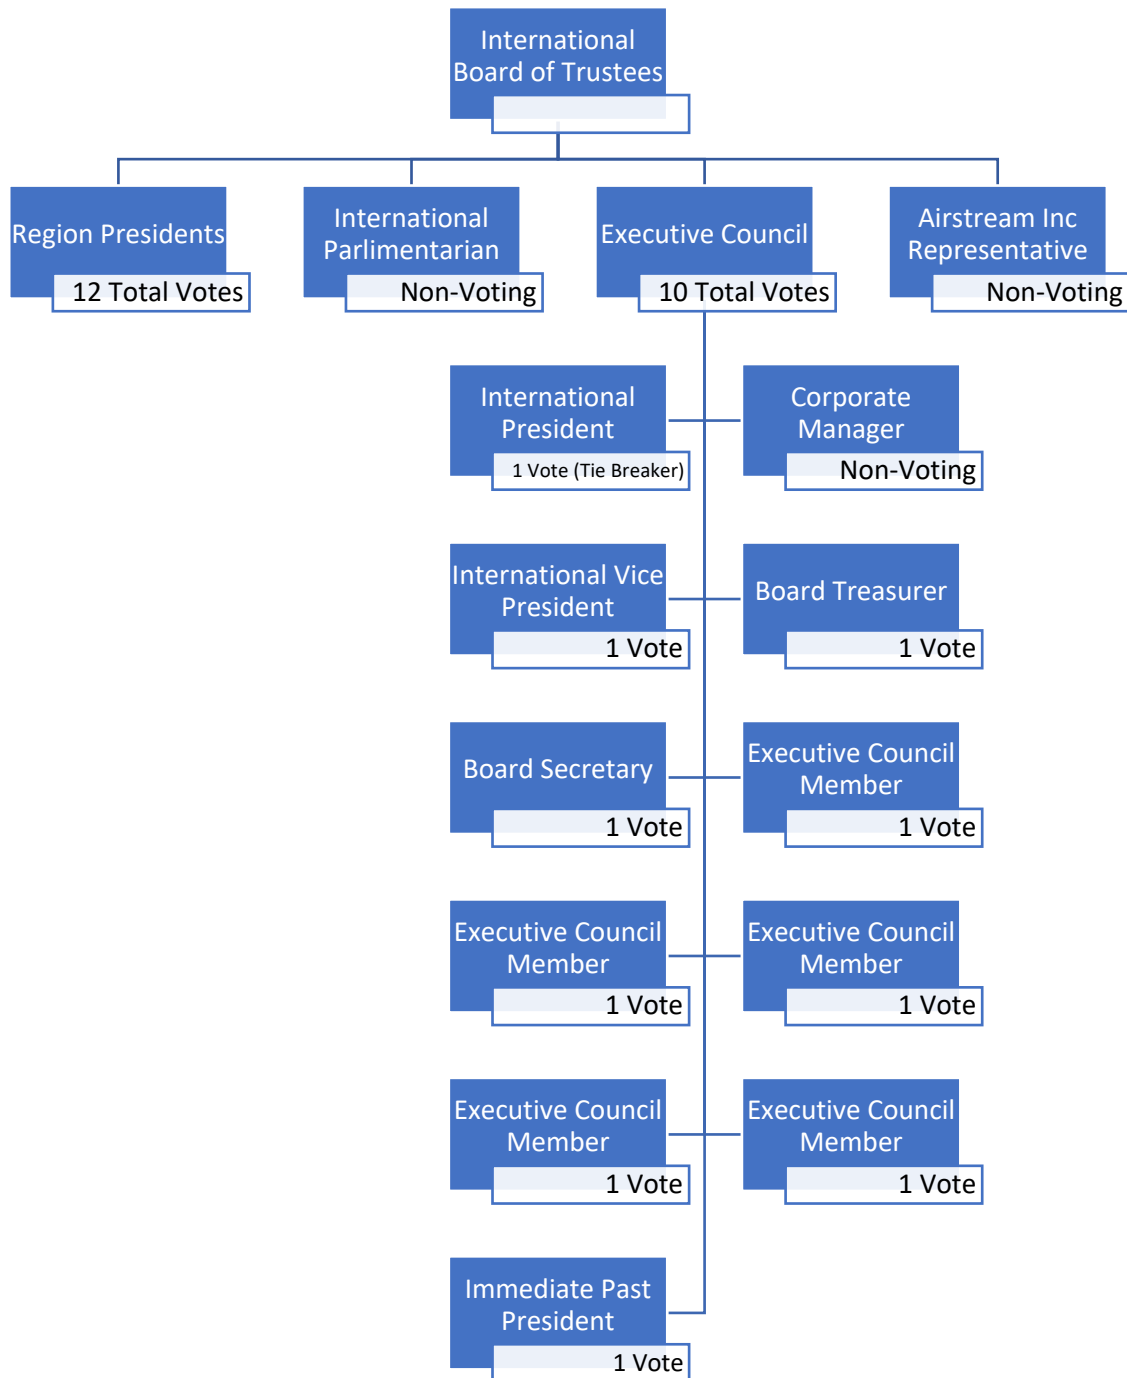 International
Board of Trustees
Region Presidents
12 Total Votes
International
Parlimentarian
Non-Voting
Executive Council
10 Total Votes
Airstream Inc
Representative
Non-Voting
International
President
1 Vote (Tie Breaker)
Corporate
Manager
Non-Voting
International Vice
President
1 Vote
Board Treasurer
1 Vote
Board Secretary
1 Vote
Executive Council
Member
1 Vote
Executive Council
Member
1 Vote
Executive Council
Member
1 Vote
Executive Council
Member
1 Vote
Executive Council
Member
1 Vote
Immediate Past
President
1 Vote